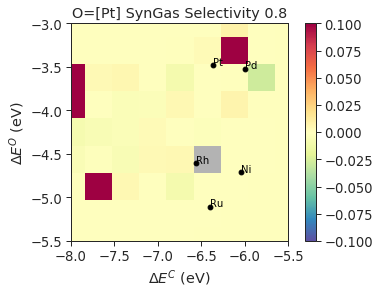 O=[Pt] SynGas Selectivity 0.8
−3.0
−3.5
−4.0
−4.5
−5.0
−5.5
ΔE^O (eV)
Pt
Pd
Rh
Ni
Ru
−8.0 −7.5 −7.0 −6.5 −6.0 −5.5
ΔE^C (eV)
0.100
0.075
0.050
0.025
0.000
−0.025
−0.050
−0.075
−0.100